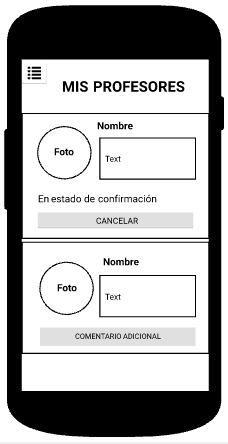 MIS PROFESORES
Nombre
Foto
Text
En estado de confirmación
CANCELAR
Nombre
Foto
Text
COMENTARIO ADICIONAL